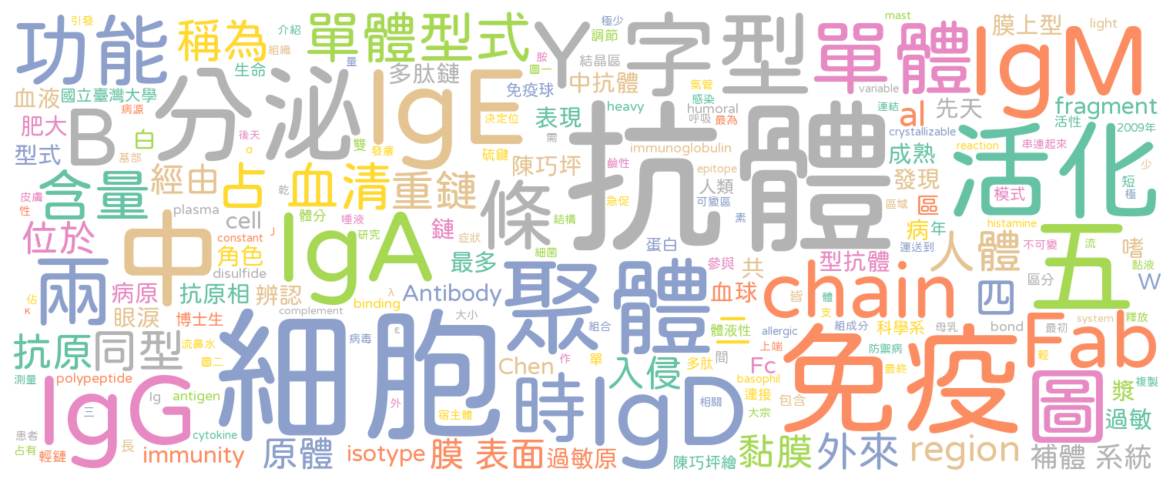 引發 介紹 極少 mast
功能 稱為 單體型式 Y字型 單體 膜上型 light
組織 量 調節
生命 多肽鏈 胺 圖一 結晶區 IgM
血液 國立臺灣大學 分泌 IgE 免疫球 中抗體 氣管 variable 連結 先天 fragment
病源 決定位 感染 humoral
肥大 B heavy 呼吸 最為 al 活性 2009年
白 後天 雙 表現 抗體 crystallizable
型式 基部 α 發癢 需 immunoglobulin reaction 串連起來
硫鍵 陳巧坪 鹼性 epitope 成熟 活化 少
含量 經由 占 血清 重鏈 條 人類 發現 短
皮膚 乾 急促 可變區 區域 區 模式 極
性 plasma 體分 唾液 結構 素 histamine
位於 中 cell 鏈 病 年
constant J 研究 蛋白 運送到 不可變 流
角色 IgA 症狀 細菌 人體 嗜 黏液
兩 disulfide 最多 參與 共 型抗體 區分 五
病原 抗原相 辨認 Antibody 聚體 血球 chain 四 W
佔 binding λ 皆 體 釋放
κ 眼淚 博士生 complement 大小 支 母乳 bond system
抗原 同型 流鼻水 病毒 ε 組合 二 體液性 allergic 組成分 科學系 最初 Fab
國二 上端 防禦病
測量 polypeptide 細胞 Chen 作 單 間 免疫 輕
多肽 最終 複製
Ig antigen 時 入侵 Fc basophil 連接 圖 漿
三 外 宿主體 IgD 相關 大宗 包含 過敏
IgG cytokine
患者
占有 輕鏈 長 immunity 原體 isotype 膜 表面 過敏原 陳巧坪繪 黏膜 外來 region 補體 系統